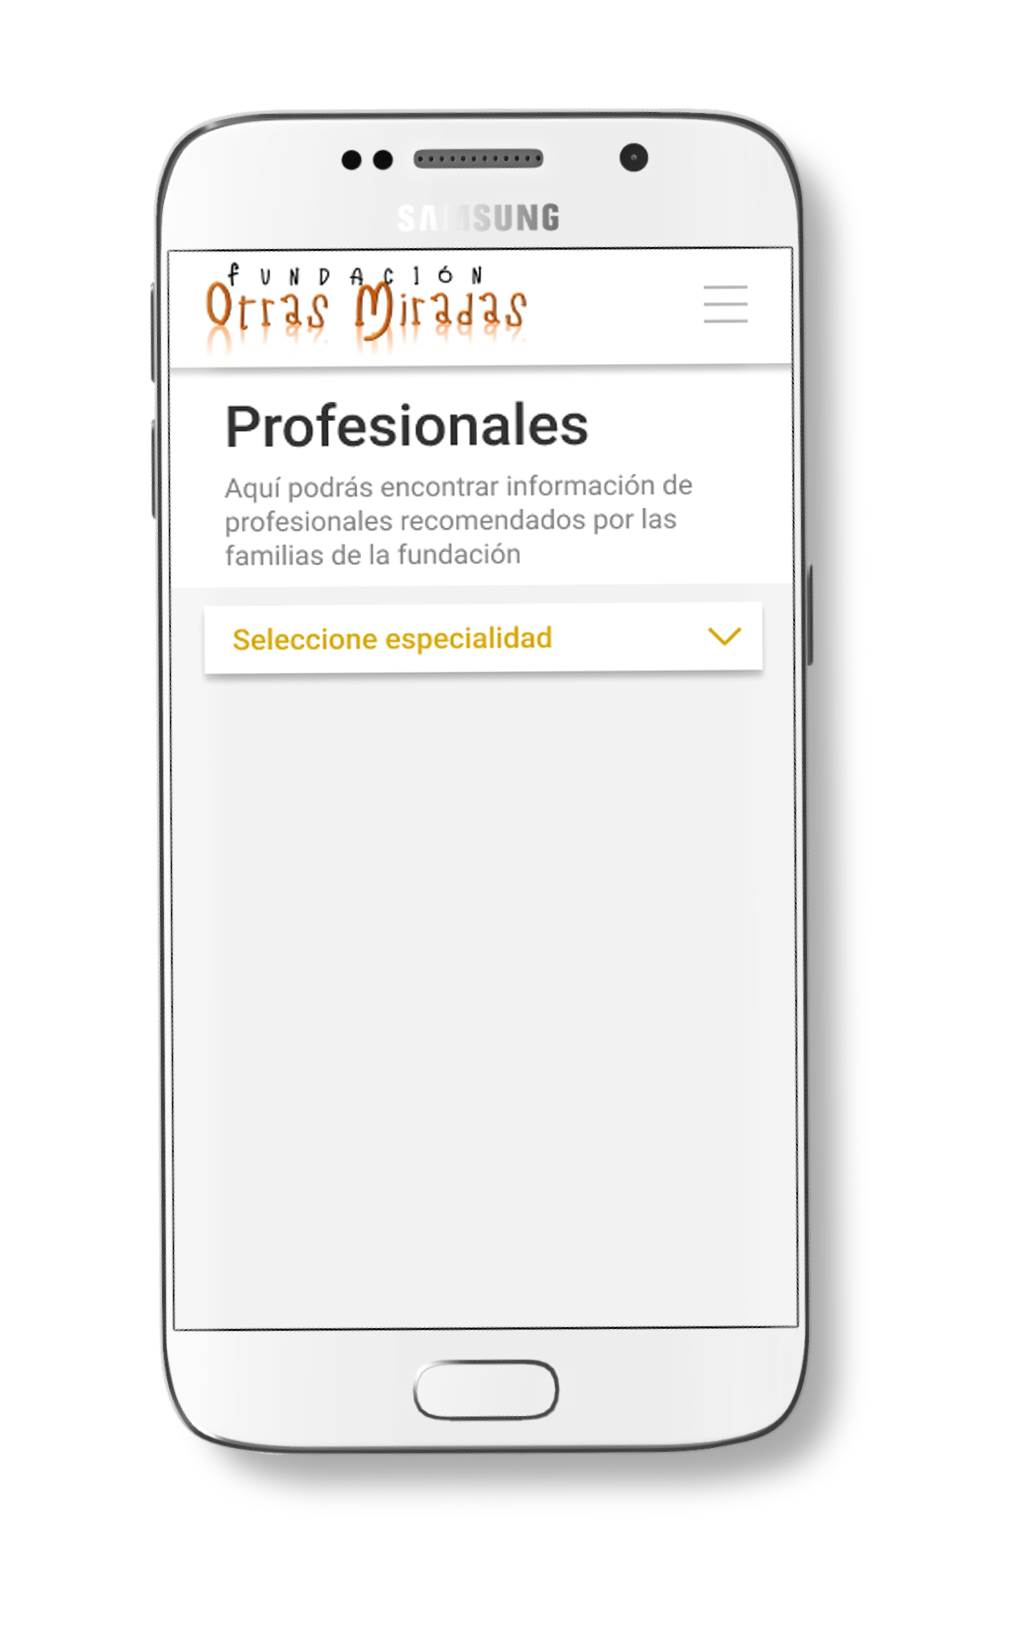 SAMSUNG
FUNDACIÓN
Otras Miradas
Profesionales
Aquí podrás encontrar información de
profesionales recomendados por las
familias de la fundación
Seleccione especialidad